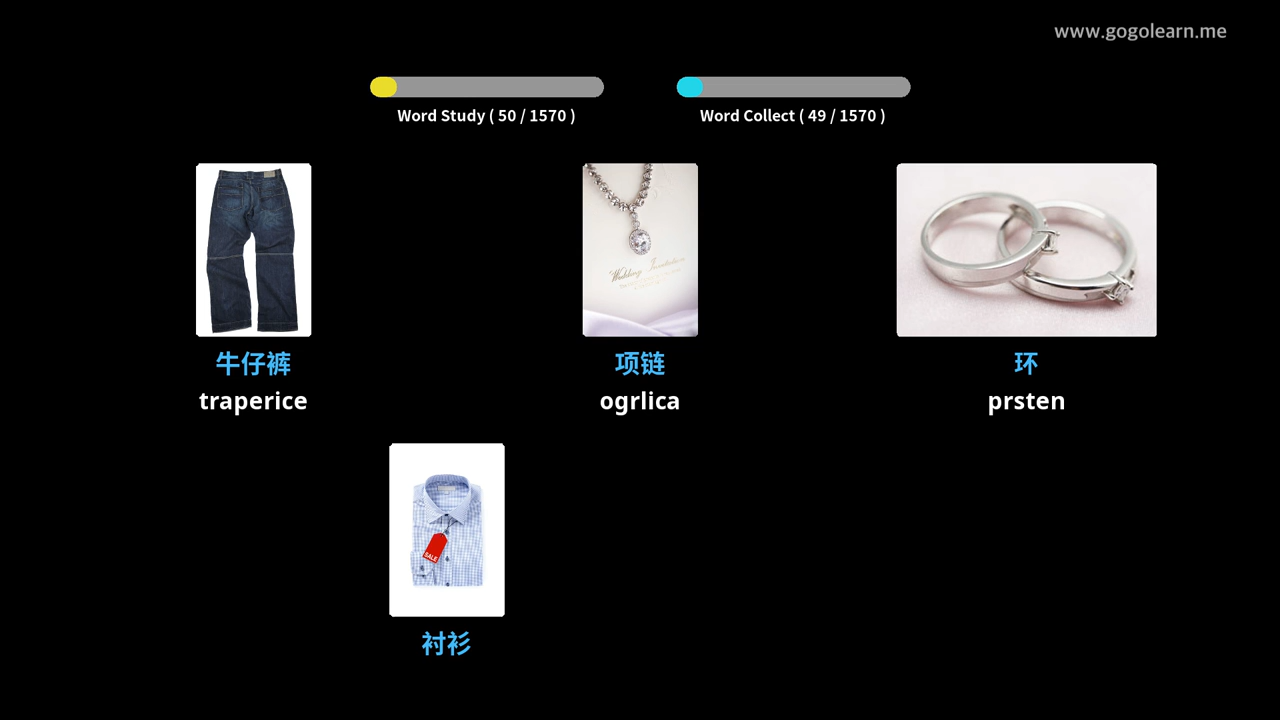 www.gogolearn.me
Word Study ( 50 / 1570 )
Word Collect ( 49 / 1570 )
牛仔裤
traperice
项链
ogrlica
环
prsten
SALE
衬衫